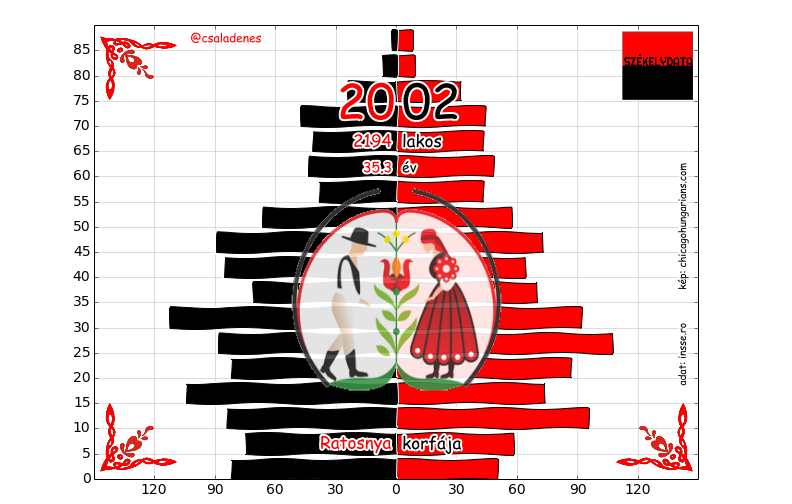 @csaladenes
SZÉKELYDATA
2002
2194 lakos
35.3 év
Ratosnya korfája
kép: chicagohungarians.com
adat: insse.ro
85
80
75
70
65
60
55
50
45
40
35
30
25
20
15
10
5
0
120 90 60 30 0 30 60 90 120